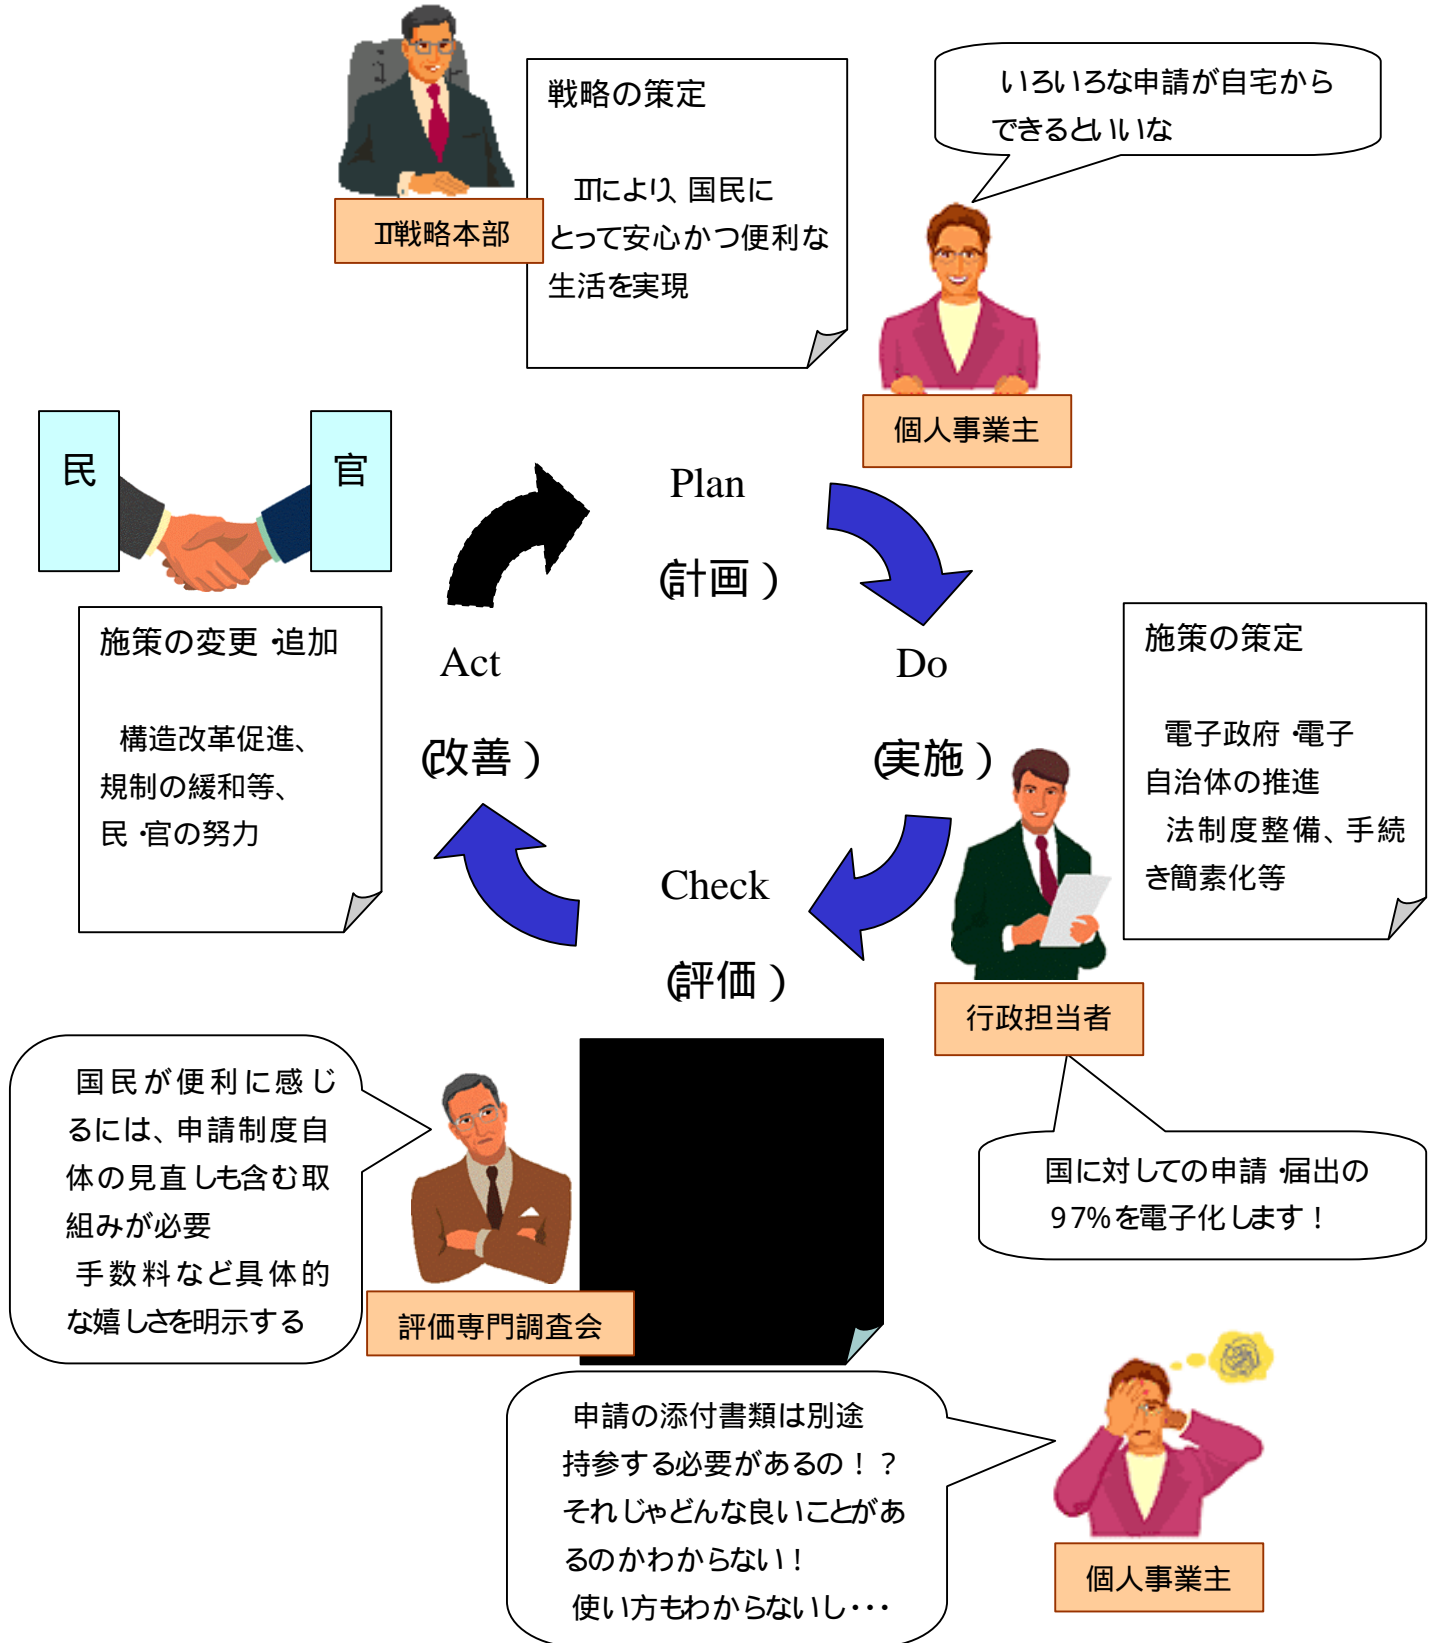 戦略の策定
ITにより、国民に
とって安心かつ便利な
生活を実現
IT戦略本部
いろいろな申請が自宅から
できるといいな
個人事業主
民
官
Plan
(計画)
施策の変更・追加
構造改革促進、
規制の緩和等、
民・官の努力
Act
(改善)
Do
(実施)
施策の策定
電子政府・電子
自治体の推進
法制度整備、手続
き簡素化等
行政担当者
Check
(評価)
国に対しての申請・届出の
97%を電子化します!
国民が便利に感じ
るには、申請制度自
体の見直しも含む取
組みが必要
手数料など具体的
な嬉しさを明示する
評価専門調査会
申請の添付書類は別途
持参する必要があるの!?
それじゃどんな良いことがあ
るのかわからない!
使い方もわからないし・・・
個人事業主